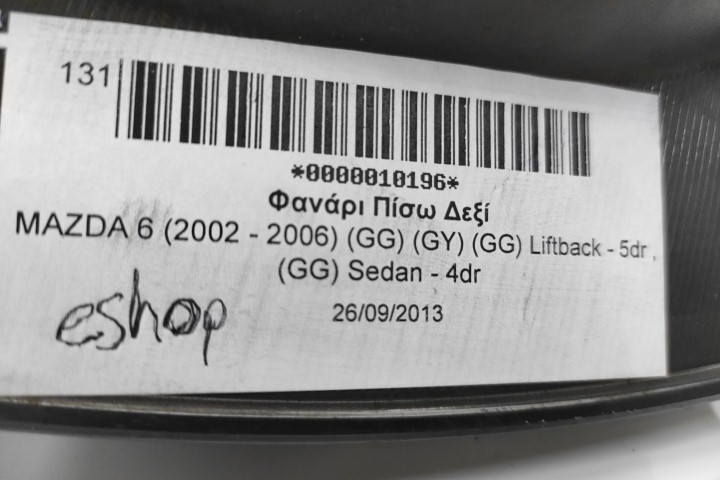 131
*0000010196*
Φανάρι Πίσω Δεξί
MAZDA 6 (2002 - 2006) (GG) (GY) (GG) Liftback - 5dr ,
(GG) Sedan - 4dr
26/09/2013
eshop